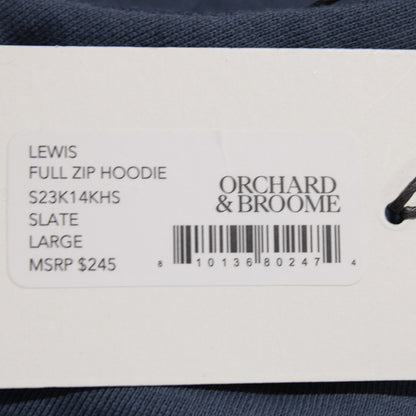 LEWIS
FULL ZIP HOODIE
S23K14KHS
SLATE
LARGE
MSRP $245
ORCHARD
& BROOME
8 10136 80247 4